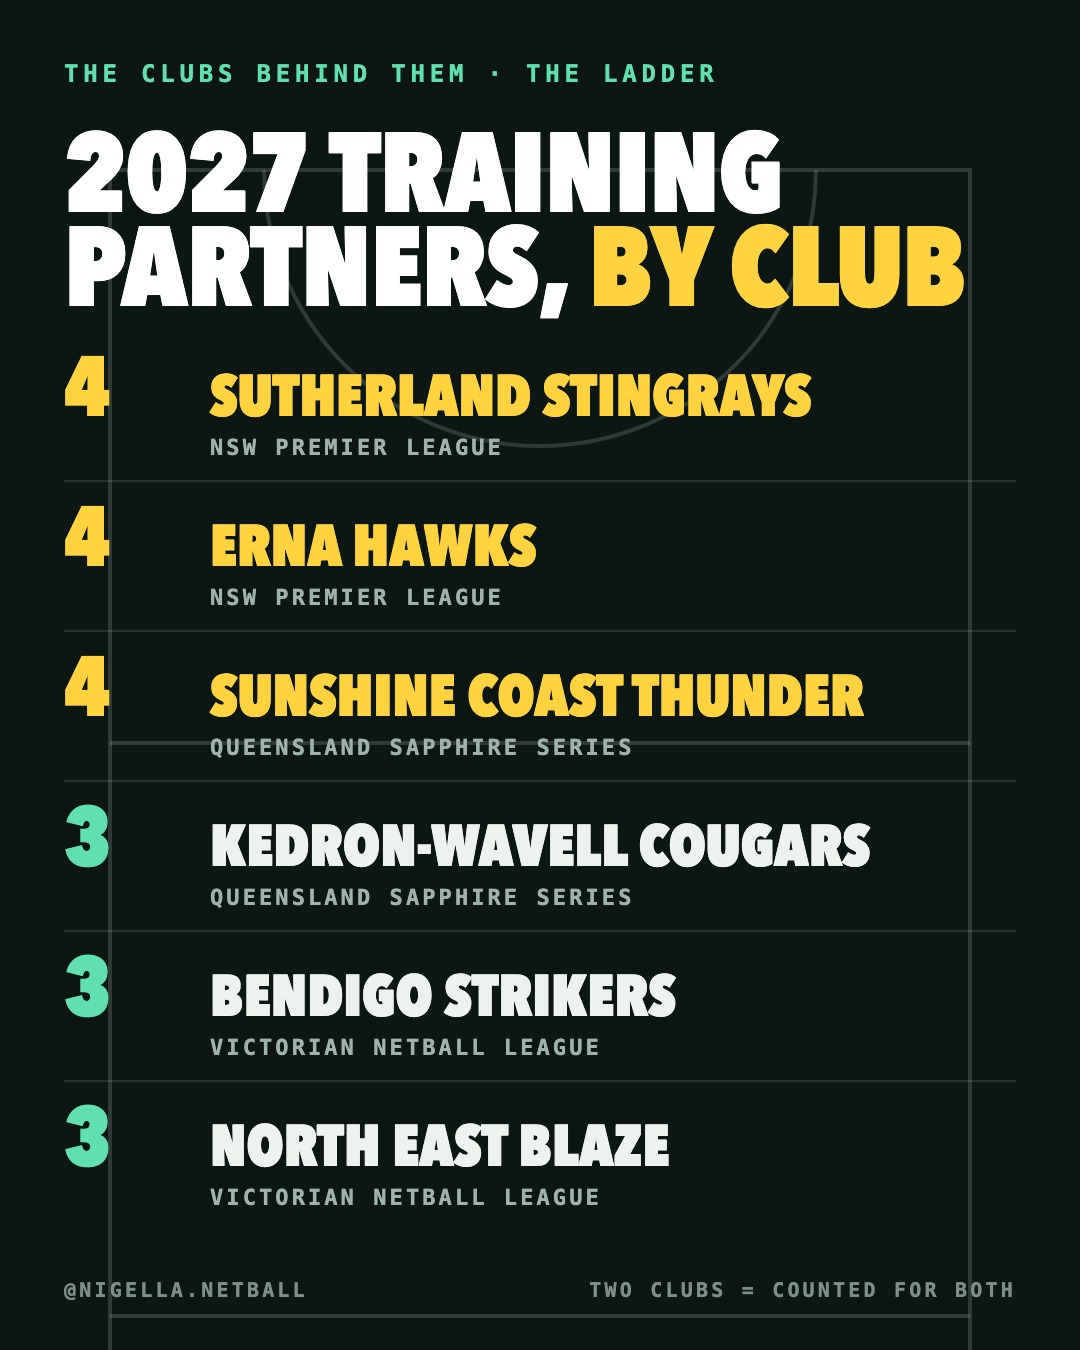 THE CLUBS BEHIND THEM · THE LADDER
2027 TRAINING
PARTNERS, BY CLUB
4 SUTHERLAND STINGRAYS
NSW PREMIER LEAGUE
4 ERNA HAWKS
NSW PREMIER LEAGUE
4 SUNSHINE COAST THUNDER
QUEENSLAND SAPPHIRE SERIES
3 KEDRON-WAVELL COUGARS
QUEENSLAND SAPPHIRE SERIES
3 BENDIGO STRIKERS
VICTORIAN NETBALL LEAGUE
3 NORTH EAST BLAZE
VICTORIAN NETBALL LEAGUE
@NIGELLA.NETBALL TWO CLUBS = COUNTED FOR BOTH